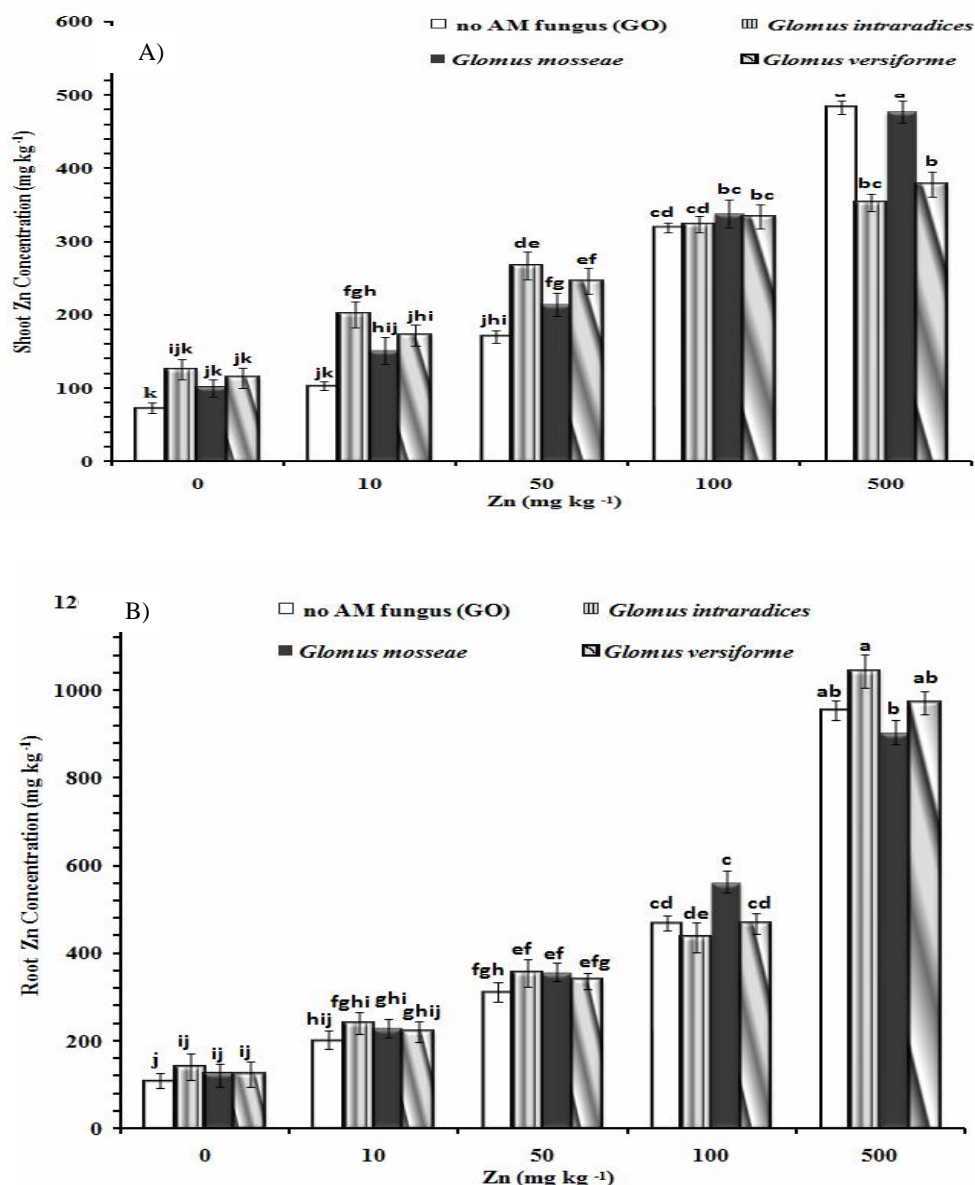 600
A)
no AM fungus (GO) Glomus intraradices
Glomus mosseae Glomus versiforme
500
400
300
200
100
0
Shoot Zn Concentration (mg kg-1)
k ijk jk jk
jk fgh hij jhi
jhi de fg ef
cd cd bc bc
bc a b
0 10 50 100 500
Zn (mg kg -1)
B)
no AM fungus (GO) Glomus intraradices
Glomus mosseae Glomus versiforme
1000
800
600
400
200
0
Root Zn Concentration (mg kg-1)
j ij ij ij
hij fghi ghi ghij
fgh ef ef efg
cd de c cd
ab a b ab
0 10 50 100 500
Zn (mg kg -1)